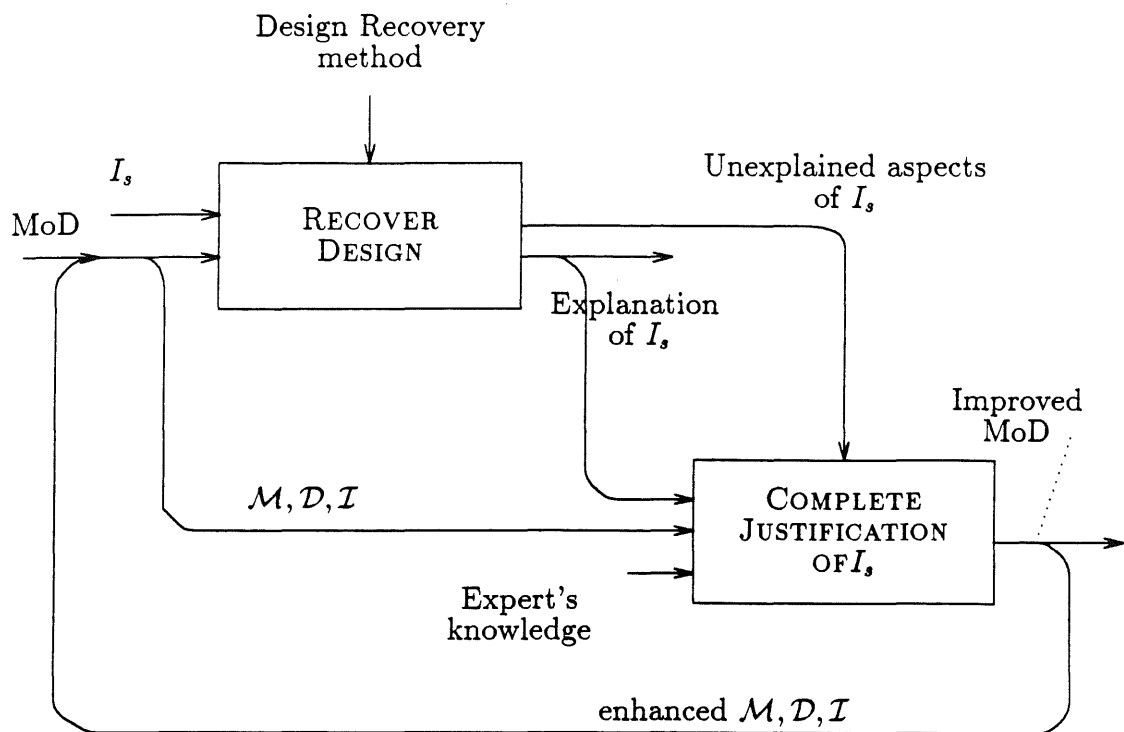 Design Recovery
method
I_s
MoD
RECOVER
DESIGN
Unexplained aspects
of I_s
Explanation
of I_s
Improved
MoD
ℳ, 𝒟, ℐ
COMPLETE
JUSTIFICATION
OF I_s
Expert's
knowledge
enhanced ℳ, 𝒟, ℐ